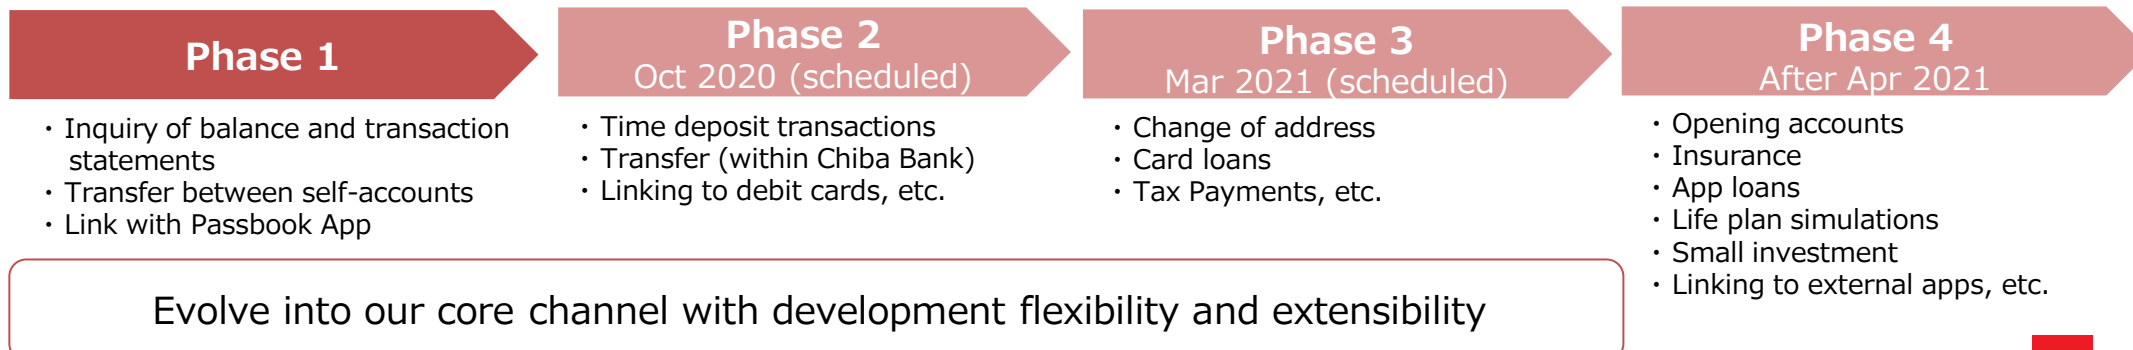 Phase 1
・Inquiry of balance and transaction
statements
・Transfer between self-accounts
・Link with Passbook App
Phase 2
Oct 2020 (scheduled)
・Time deposit transactions
・Transfer (within Chiba Bank)
・Linking to debit cards, etc.
Phase 3
Mar 2021 (scheduled)
・Change of address
・Card loans
・Tax Payments, etc.
Phase 4
After Apr 2021
・Opening accounts
・Insurance
・App loans
・Life plan simulations
・Small investment
・Linking to external apps, etc.
Evolve into our core channel with development flexibility and extensibility